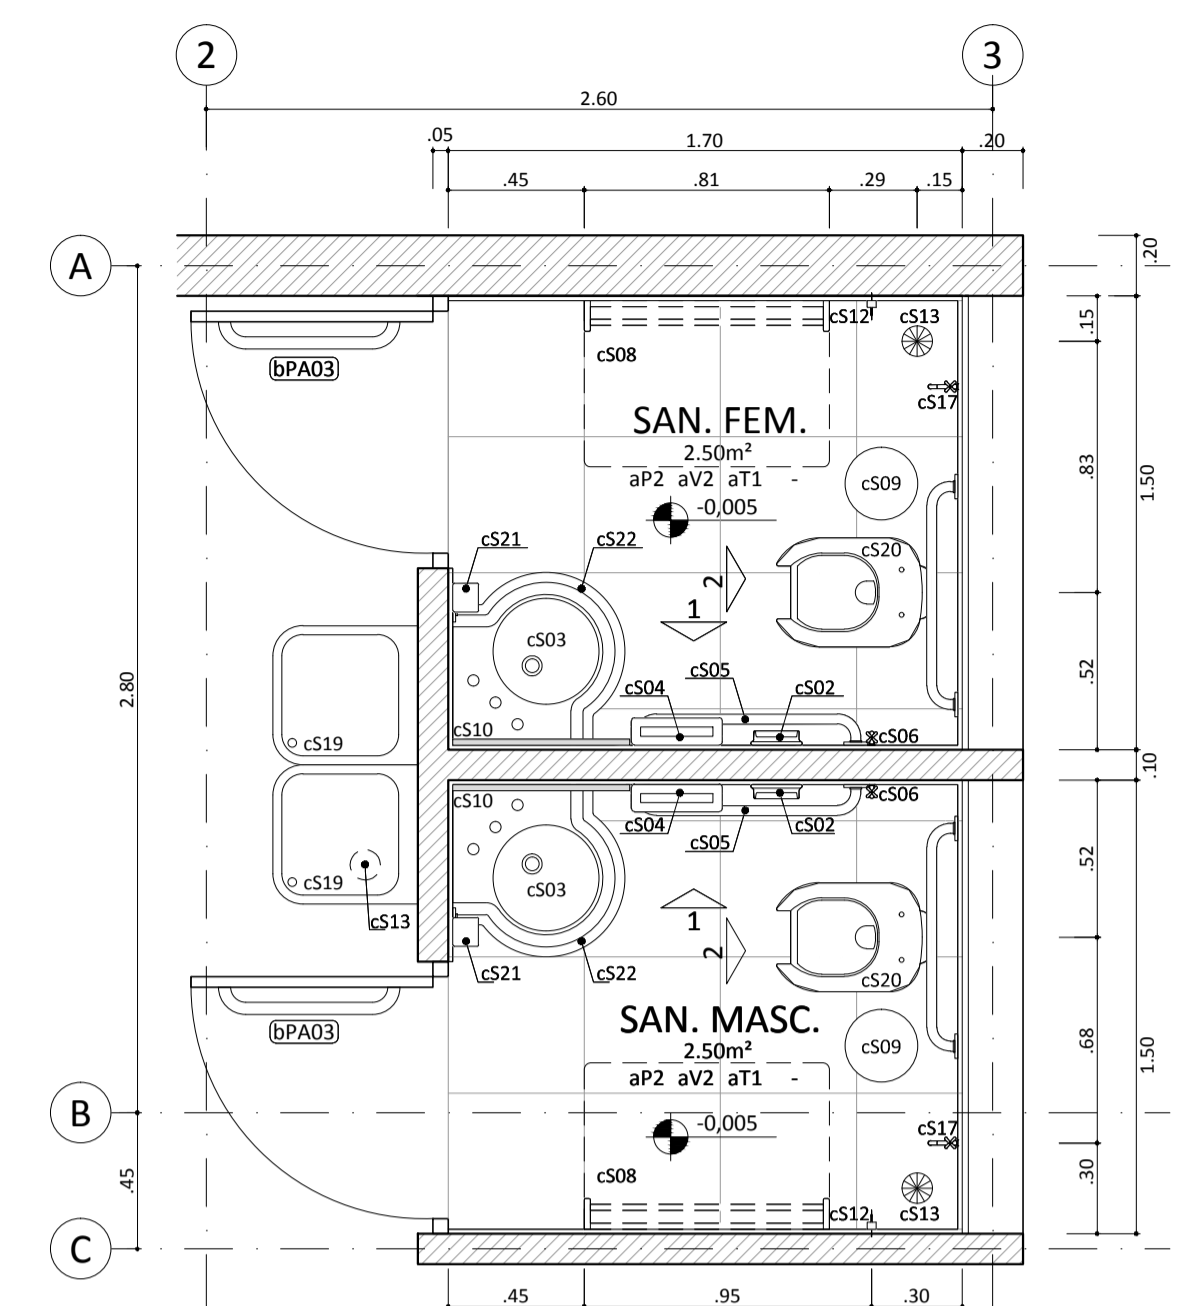 2
3
2.60
.05
1.70
.20
.45
.81
.29
.15
A
.20
cS12
cS13
.15
cS08
bPA03
cS17
SAN. FEM.
2.50m²
aP2 aV2 aT1 -
-0,005
cS09
.83
1.50
cS21
cS22
cS20
2
1
cS03
cS05
cS04
cS02
.52
2.80
cS10
cS06
cS19
.10
cS10
cS06
cS04
cS02
cS05
.52
cS19
cS03
cS13
1
2
cS21
cS22
cS20
SAN. MASC.
2.50m²
aP2 aV2 aT1 -
-0,005
bPA03
cS09
.68
1.50
B
cS17
.45
cS08
.30
cS12
cS13
C
.45
.95
.30